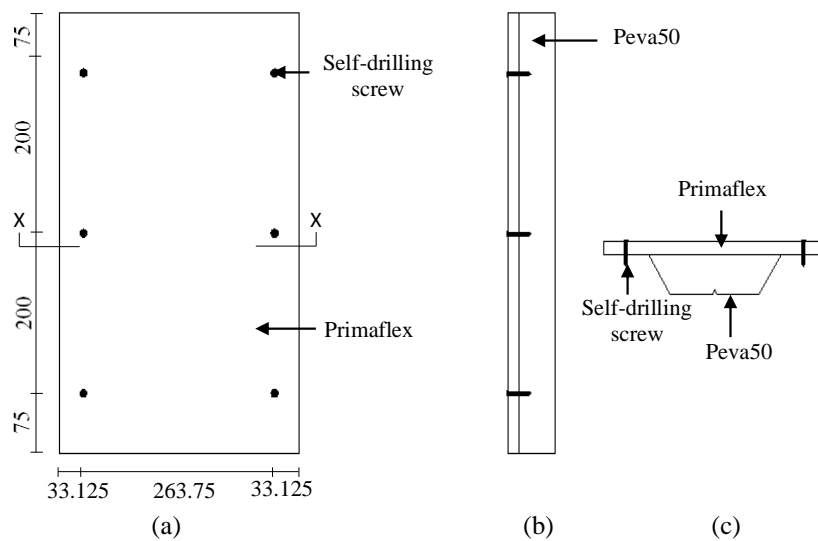 75
200
200
75
X
X
Self-drilling
screw
Primaflex
33.125
263.75
33.125
(a)
Peva50
(b)
Primaflex
Self-drilling
screw
Peva50
(c)